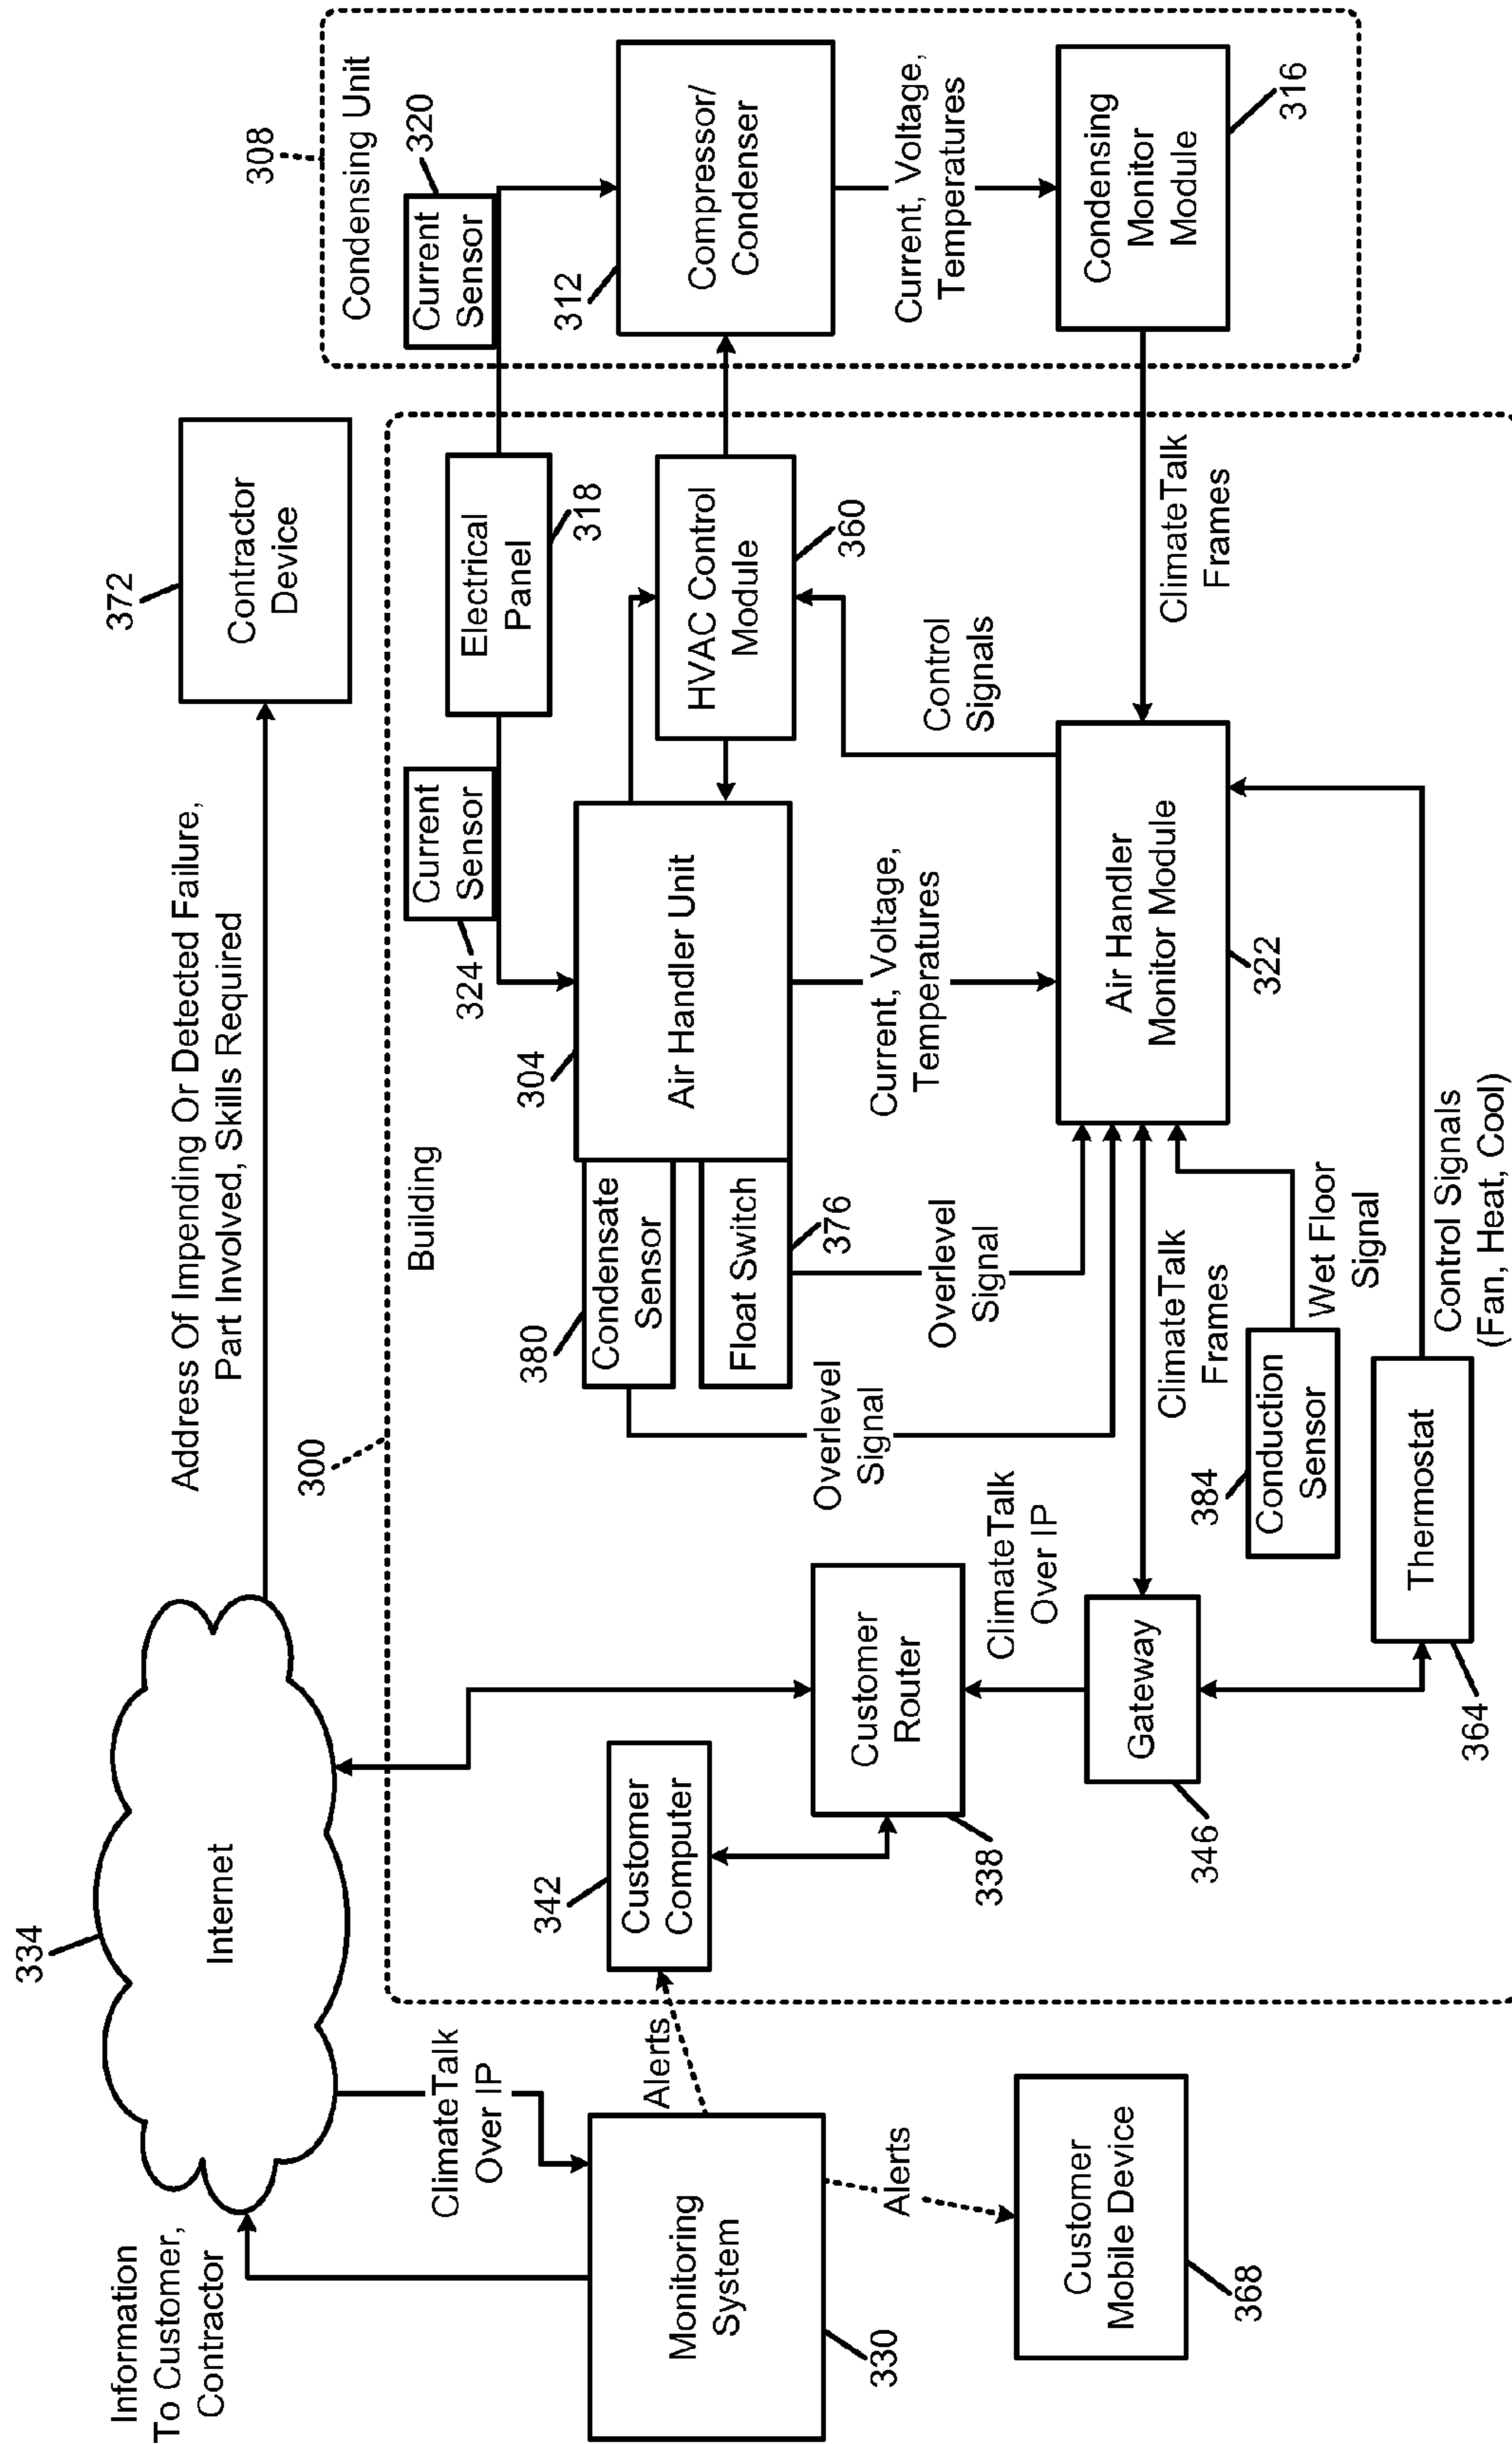 Information
To Customer,
Contractor
334
Internet
Address Of Impending Or Detected Failure,
Part Involved, Skills Required
372
Contractor
Device
308
Condensing Unit
ClimateTalk
Over IP
300
Building
Current
Sensor
324
Electrical
Panel
318
Current
Sensor
320
Monitoring
System
330
Alerts
Alerts
Customer
Mobile Device
368
342
Customer
Computer
Customer
Router
338
ClimateTalk
Over IP
380
Condensate
Sensor
Float Switch
376
304
Air Handler Unit
HVAC Control
Module
360
312
Compressor/
Condenser
Overlevel
Signal
Overlevel
Signal
Current, Voltage,
Temperatures
Control
Signals
Current, Voltage,
Temperatures
Gateway
346
ClimateTalk
Frames
Air Handler
Monitor Module
322
ClimateTalk
Frames
Condensing
Monitor
Module
316
384
Conduction
Sensor
Wet Floor
Signal
Thermostat
364
Control Signals
(Fan, Heat, Cool)